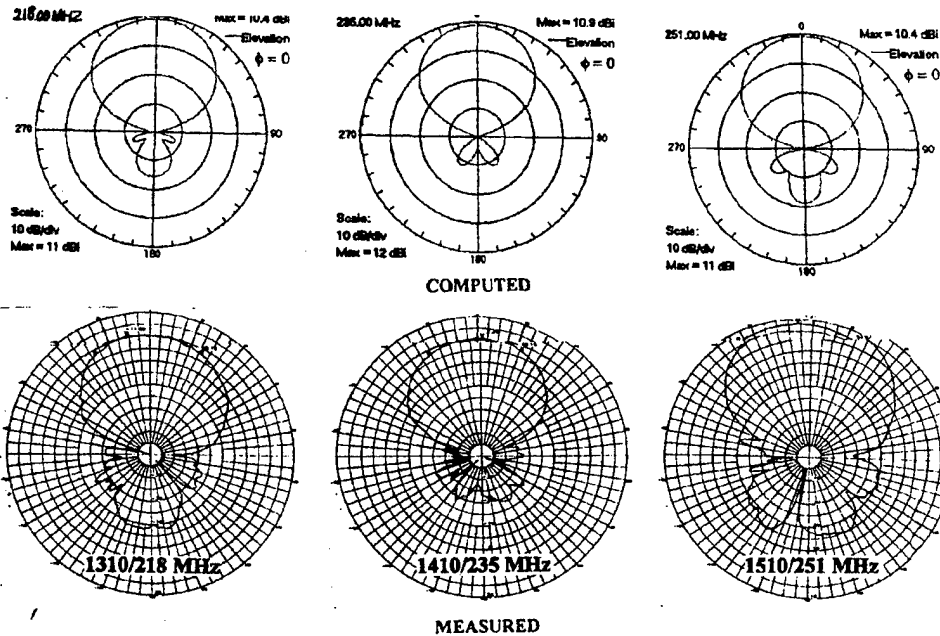 218.00 MHZ
Max = 10.4 dBi
Elevation
ϕ = 0
270
90
Scale:
10 dB/div
Max = 11 dBi
180
Max = 10.9 dBi
Elevation
ϕ = 0
270
90
Scale:
10 dB/div
Max = 12 dBi
180
251.00 MHz
0
Max = 10.4 dBi
Elevation
ϕ = 0
270
90
Scale:
10 dB/div
Max = 11 dBi
180
COMPUTED
1310/218 MHz
1410/235 MHz
1510/251 MHz
MEASURED